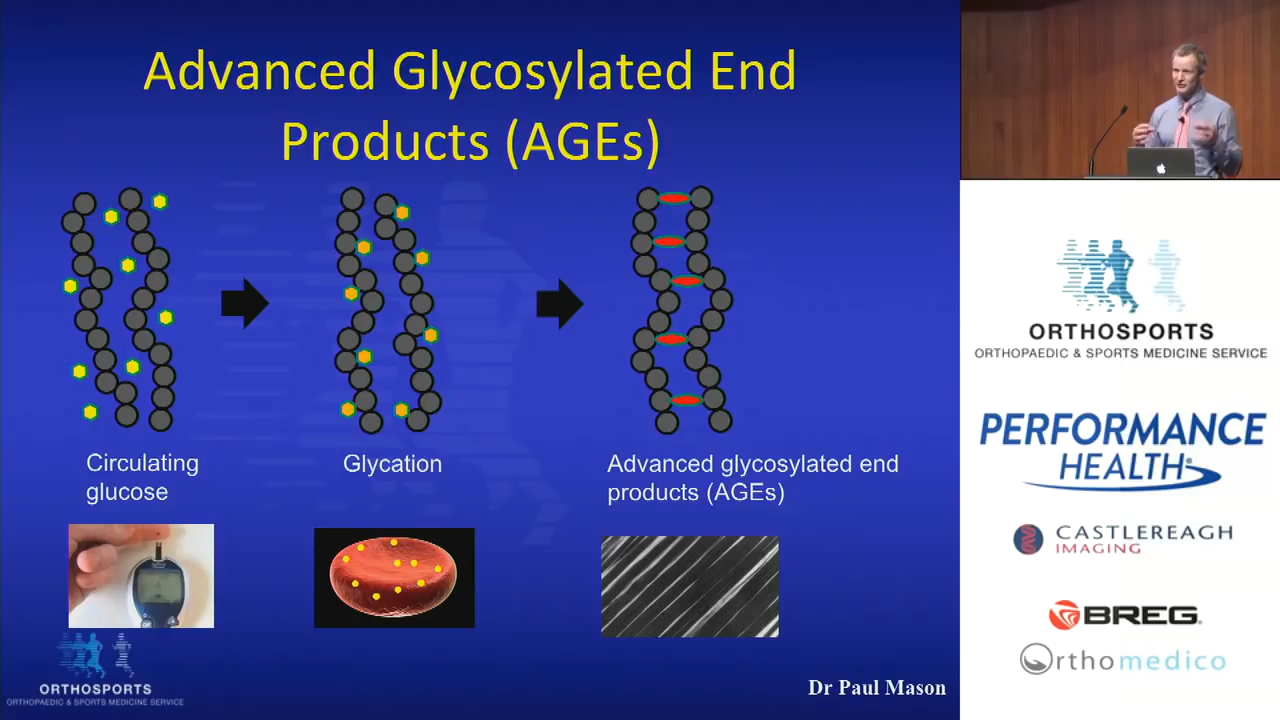 Advanced Glycosylated End
Products (AGEs)
Circulating
glucose
Glycation
Advanced glycosylated end
products (AGEs)
ORTHOSPORTS
ORTHOPAEDIC & SPORTS MEDICINE SERVICE
Dr Paul Mason
ORTHOSPORTS
ORTHOPAEDIC & SPORTS MEDICINE SERVICE
PERFORMANCE
HEALTH
CASTLEREAGH
IMAGING
BREG
Orthomedico